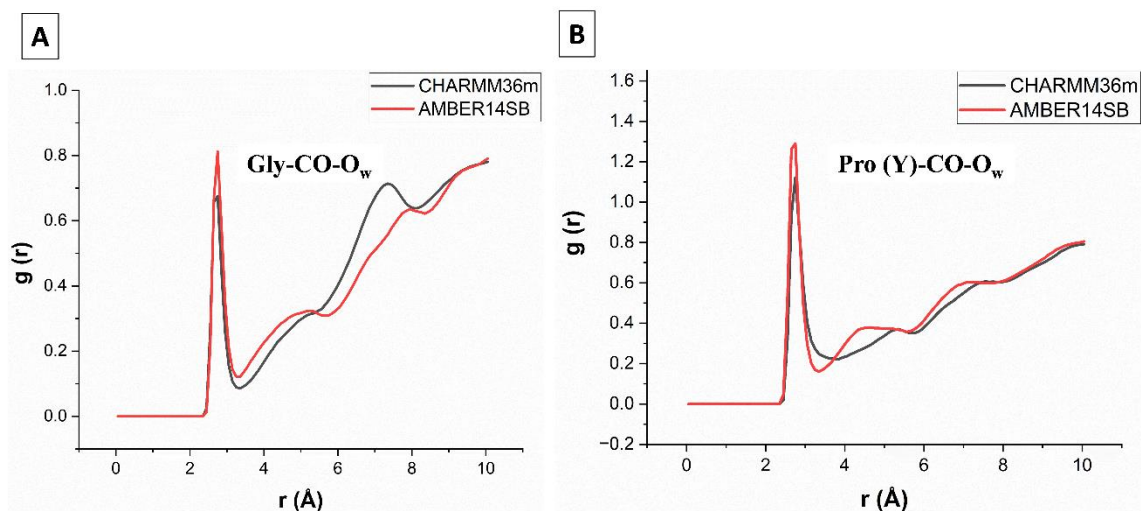 A
CHARMM36m
AMBER14SB
Gly-CO-Ow
g (r)
1.0
0.8
0.6
0.4
0.2
0.0
0 2 4 6 8 10
r (Å)
B
CHARMM36m
AMBER14SB
Pro (Y)-CO-Ow
g (r)
1.6
1.4
1.2
1.0
0.8
0.6
0.4
0.2
0.0
−0.2
0 2 4 6 8 10
r (Å)